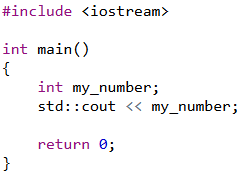 #include <iostream>

int main()
{
    int my_number;
    std::cout << my_number;

    return 0;
}